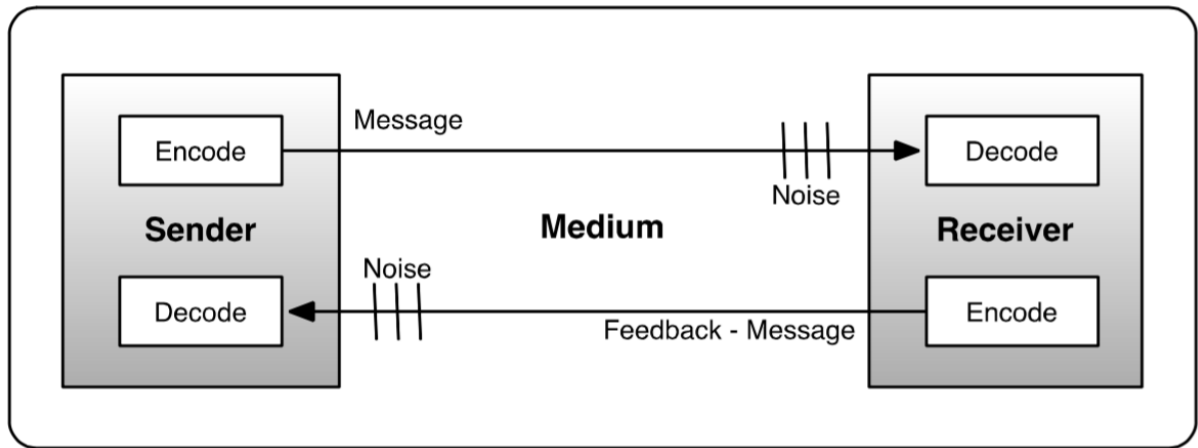 Encode
Message
Noise
Decode
Sender
Medium
Receiver
Decode
Noise
Feedback - Message
Encode